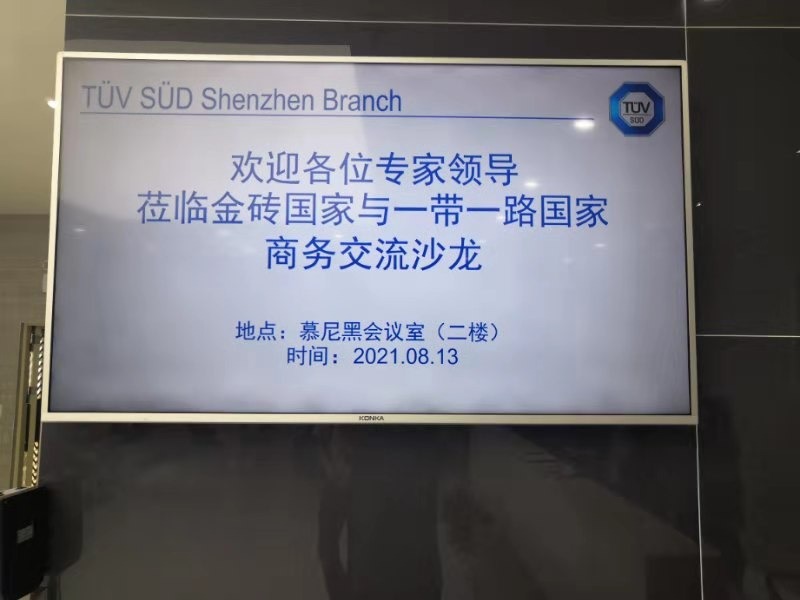 TÜV SÜD Shenzhen Branch
TÜV
SÜD
欢迎各位专家领导
莅临金砖国家与一带一路国家
商务交流沙龙
地点：慕尼黑会议室（二楼）
时间：2021.08.13
KONKA